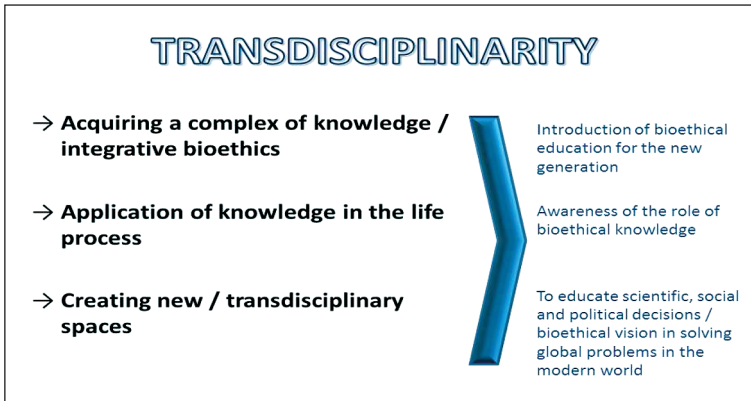 TRANSDISCIPLINARITY
→ Acquiring a complex of knowledge /
integrative bioethics
→ Application of knowledge in the life
process
→ Creating new / transdisciplinary
spaces
Introduction of bioethical
education for the new
generation
Awareness of the role of
bioethical knowledge
To educate scientific, social
and political decisions /
bioethical vision in solving
global problems in the
modern world